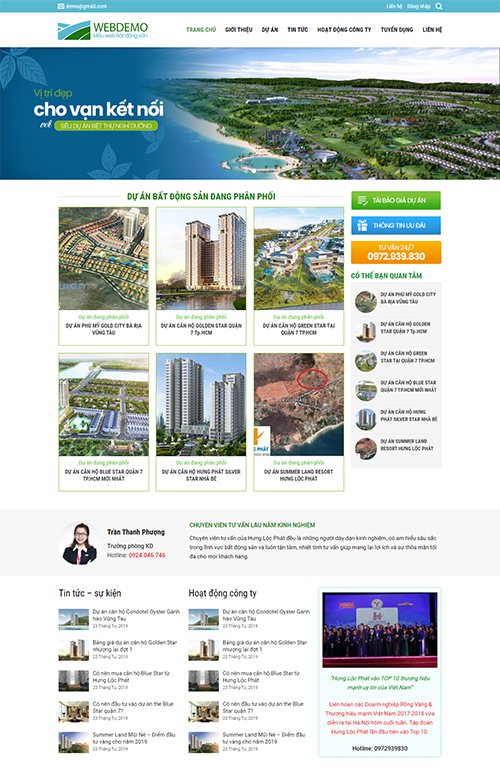 demo@gmail.com
Liên hệ Đăng nhập
WEBDEMO
Mẫu web Bất động sản
TRANG CHỦ GIỚI THIỆU DỰ ÁN TIN TỨC HOẠT ĐỘNG CÔNG TY TUYỂN DỤNG LIÊN HỆ
Vị trí đẹp
cho vạn kết nối
với SIÊU DỰ ÁN BIỆT THỰ NGHỈ DƯỠNG
DỰ ÁN BẤT ĐỘNG SẢN ĐANG PHÂN PHỐI
Dự án đang phân phối
DỰ ÁN PHÚ MỸ GOLD CITY BÀ RỊA
VŨNG TÀU
Dự án đang phân phối
DỰ ÁN CĂN HỘ GOLDEN STAR QUẬN
7 Tp.HCM
Dự án đang phân phối
DỰ ÁN CĂN HỘ GREEN STAR TẠI
QUẬN 7 TP.HCM
Dự án đang phân phối
DỰ ÁN CĂN HỘ BLUE STAR QUẬN 7
TP.HCM MỚI NHẤT
Dự án đang phân phối
DỰ ÁN CĂN HỘ HƯNG PHÁT SILVER
STAR NHÀ BÈ
Dự án đang phân phối
DỰ ÁN SUMMER LAND RESORT
HƯNG LỘC PHÁT
TẢI BÁO GIÁ DỰ ÁN
THÔNG TIN ƯU ĐÃI
TƯ VẤN 24/7
0972.939.830
CÓ THỂ BẠN QUAN TÂM
DỰ ÁN PHÚ MỸ GOLD CITY
BÀ RỊA VŨNG TÀU
DỰ ÁN CĂN HỘ GOLDEN
STAR QUẬN 7 Tp.HCM
DỰ ÁN CĂN HỘ GREEN
STAR TẠI QUẬN 7 TP.HCM
DỰ ÁN CĂN HỘ BLUE STAR
QUẬN 7 TP.HCM MỚI NHẤT
DỰ ÁN CĂN HỘ HƯNG
PHÁT SILVER STAR NHÀ BÈ
DỰ ÁN SUMMER LAND
RESORT HƯNG LỘC PHÁT
Trần Thanh Phượng
Trưởng phòng KD
Hotline: 0924.046.746
CHUYÊN VIÊN TƯ VẤN LÂU NĂM KINH NGHIỆM
Chuyên viên tư vấn của Hưng Lộc Phát đều là những người dày dạn kinh nghiệm, có am hiểu sâu sắc
trong lĩnh vực bất động sản và luôn tận tâm, nhiệt tình tư vấn giúp mang lại lợi ích và sự thỏa mãn tối
đa cho mọi khách hàng.
Tin tức – sự kiện
Dự án căn hộ Condotel Oyster Gành
hào Vũng Tàu
23 Tháng Tư, 2019
Bảng giá dự án căn hộ Golden Star
nhượng lại đợt 1
23 Tháng Tư, 2019
Có nên mua căn hộ Blue Star từ
Hưng Lộc Phát
23 Tháng Tư, 2019
Có nên đầu tư vào dự án the Blue
Star quận 7?
23 Tháng Tư, 2019
Summer Land Mũi Né – Điểm đầu
tư vàng cho năm 2019
23 Tháng Tư, 2019
Hoạt động công ty
Dự án căn hộ Condotel Oyster Gành
hào Vũng Tàu
23 Tháng Tư, 2019
Bảng giá dự án căn hộ Golden Star
nhượng lại đợt 1
23 Tháng Tư, 2019
Có nên mua căn hộ Blue Star từ
Hưng Lộc Phát
23 Tháng Tư, 2019
Có nên đầu tư vào dự án the Blue
Star quận 7?
23 Tháng Tư, 2019
Summer Land Mũi Né – Điểm đầu
tư vàng cho năm 2019
23 Tháng Tư, 2019
"Hưng Lộc Phát vào TOP 10 thương hiệu
mạnh uy tín của Việt Nam"
Liên hoan các Doanh nghiệp Rồng Vàng &
Thương hiệu mạnh Việt Nam 2017-2018 vừa
diễn ra tại Hà Nội hôm cuối tuần. Tập đoàn
Hưng Lộc Phát lần đầu tiên vào Top 10.
Hotline: 0972939830